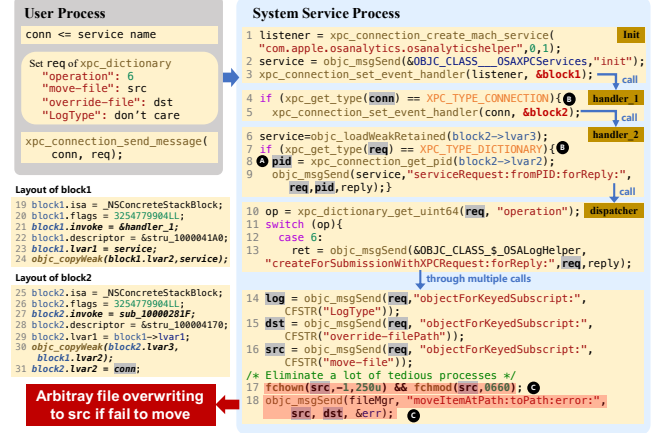 User Process
conn <= service name
Set req of xpc_dictionary
"operation": 6
"move-file": src
"override-file": dst
"LogType": don't care
xpc_connection_send_message(
conn, req);
Layout of block1
19 block1.isa = _NSConcreteStackBlock;
20 block1.flags = 3254779904LL;
21 block1.invoke = &handler_1;
22 block1.descriptor = &stru_1000041A0;
23 block1.lvar1 = service;
24 objc_copyWeak(block1.lvar2,service);
Layout of block2
25 block2.isa = _NSConcreteStackBlock;
26 block2.flags = 3254779904LL;
27 block2.invoke = sub_10000281F;
28 block2.descriptor = &stru_100004170;
29 block2.lvar1 = block1->lvar1;
30 objc_copyWeak(block2.lvar3,
block1.lvar2);
31 block2.lvar2 = conn;
Arbitray file overwriting
to src if fail to move
System Service Process
1 listener = xpc_connection_create_mach_service(
"com.apple.osanalytics.osanalyticshelper",0,1);
Init
2 service = objc_msgSend(&OBJC_CLASS___OSAXPCServices,"init");
3 xpc_connection_set_event_handler(listener, &block1);
call
4 if (xpc_get_type(conn) == XPC_TYPE_CONNECTION){ B
handler_1
5 xpc_connection_set_event_handler(conn, &block2);
call
6 service=objc_loadWeakRetained(block2->lvar3);
handler_2
7 if (xpc_get_type(req) == XPC_TYPE_DICTIONARY){ B
8 A pid = xpc_connection_get_pid(block2->lvar2);
9 objc_msgSend(service,"serviceRequest:fromPID:forReply:",
req,pid,reply);}
call
10 op = xpc_dictionary_get_uint64(req, "operation");
dispatcher
11 switch (op){
12 case 6:
13 ret = objc_msgSend(&OBJC_CLASS_$_OSALogHelper,
"createForSubmissionWithXPCRequest:forReply:",req,reply);
through multiple calls
14 log = objc_msgSend(req,"objectForKeyedSubscript:",
CFSTR("LogType"));
15 dst = objc_msgSend(req, "objectForKeyedSubscript:",
CFSTR("override-filePath"));
16 src = objc_msgSend(req, "objectForKeyedSubscript:",
CFSTR("move-file"));
/* Eliminate a lot of tedious processes */
17 fchown(src,-1,250u) && fchmod(src,0660); C
18 objc_msgSend(fileMgr, "moveItemAtPath:toPath:error:",
src, dst, &err); C